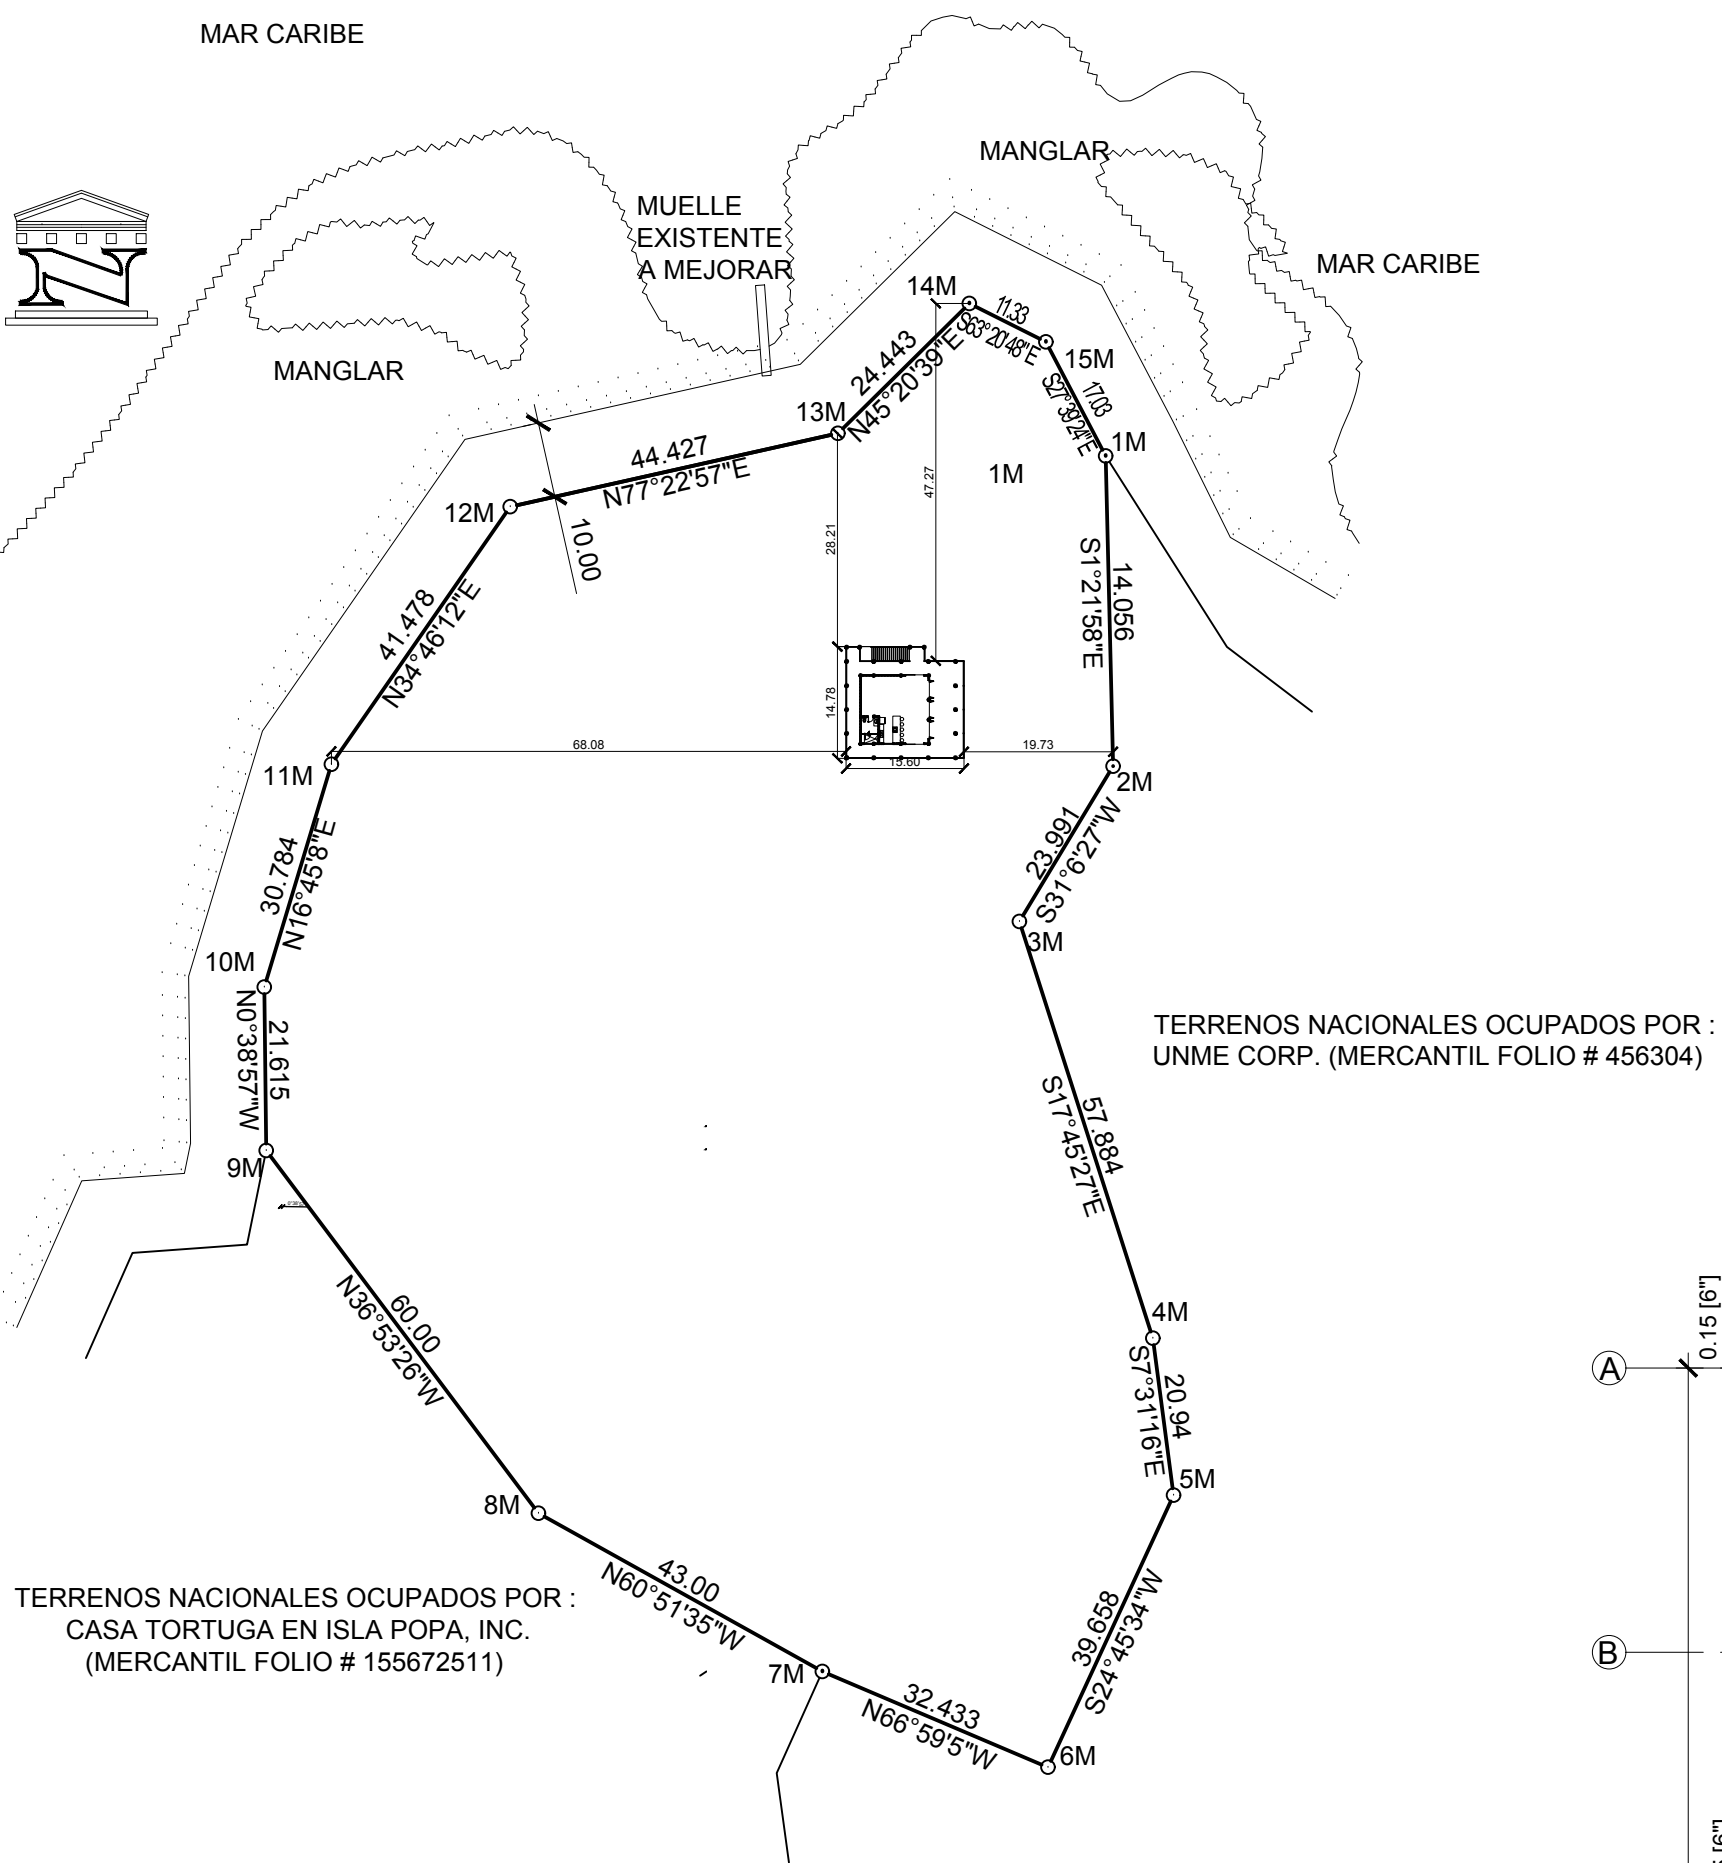 MAR CARIBE
MANGLAR
MUELLE
EXISTENTE
A MEJORAR
MAR CARIBE
MANGLAR
N
14M
11.33
S63°20'48"E
15M
24.443
N45°20'39"E
17.03
S27°39'24"E
13M
1M
1M
44.427
N77°22'57"E
12M
10.00
47.27
28.21
14.056
S1°21'58"E
41.478
N34°46'12"E
14.78
68.08
19.73
15.60
11M
2M
23.991
S31°6'27"W
30.784
N16°45'8"E
3M
10M
21.615
N0°38'57"W
TERRENOS NACIONALES OCUPADOS POR :
UNME CORP. (MERCANTIL FOLIO # 456304)
57.884
S17°45'27"E
9M
4M
60.00
N36°53'26"W
0.15 [6"]
A
20.94
S7°31'16"E
5M
8M
43.00
N60°51'35"W
TERRENOS NACIONALES OCUPADOS POR :
CASA TORTUGA EN ISLA POPA, INC.
(MERCANTIL FOLIO # 155672511)
39.658
S24°45'34"W
B
7M
32.433
N66°59'5"W
6M